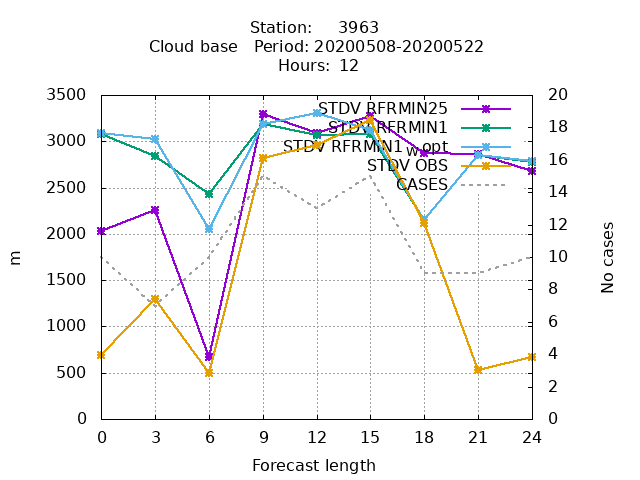 Station: 3963
Cloud base Period: 20200508-20200522
Hours: 12
3500
3000
2500
2000
1500
1000
500
0
m
20
18
16
14
12
10
8
6
4
2
0
No cases
STDV RFRMIN25
STDV RFRMIN1
STDV RFRMIN1_w_opt
STDV OBS
CASES
0 3 6 9 12 15 18 21 24
Forecast length